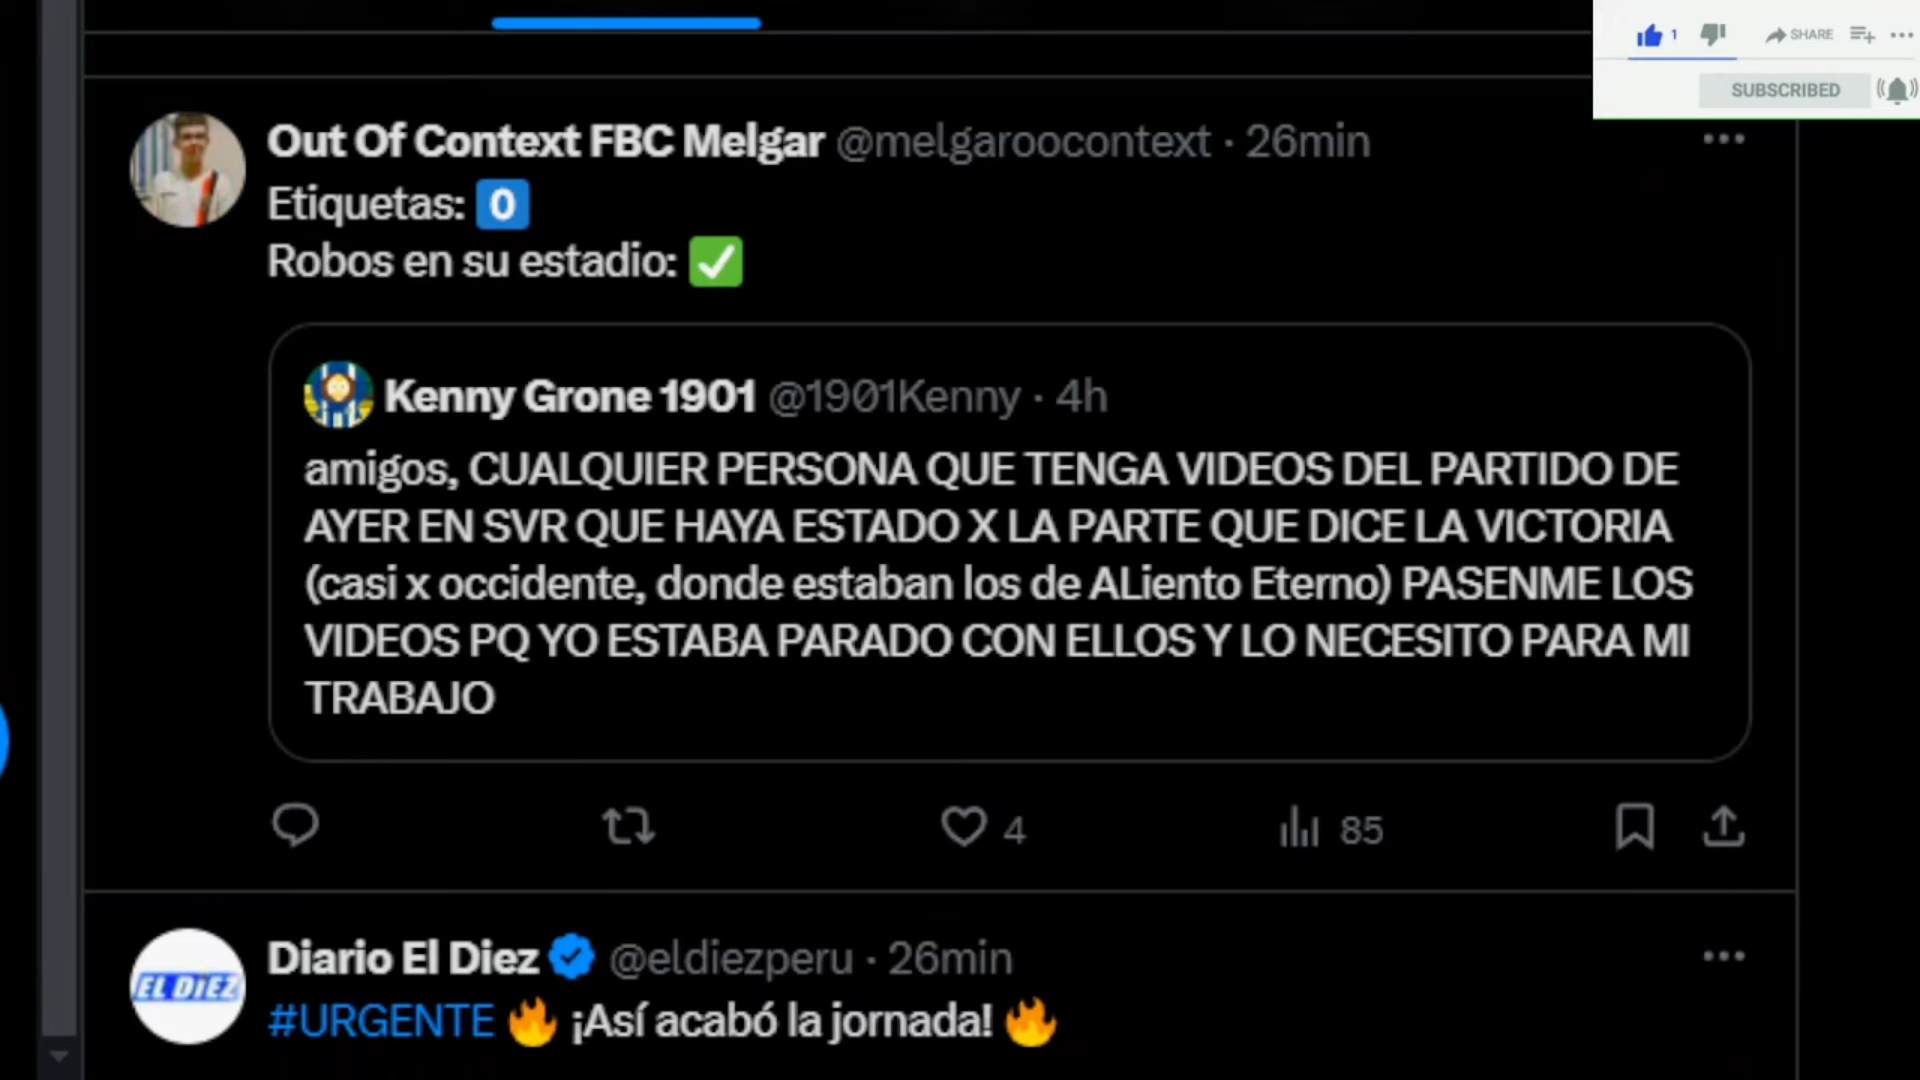 1 SHARE
SUBSCRIBED
Out Of Context FBC Melgar @melgaroocontext · 26min
Etiquetas: 0
Robos en su estadio: ✅
Kenny Grone 1901 @1901Kenny · 4h
amigos, CUALQUIER PERSONA QUE TENGA VIDEOS DEL PARTIDO DE
AYER EN SVR QUE HAYA ESTADO X LA PARTE QUE DICE LA VICTORIA
(casi x occidente, donde estaban los de ALiento Eterno) PASENME LOS
VIDEOS PQ YO ESTABA PARADO CON ELLOS Y LO NECESITO PARA MI
TRABAJO
4 85
EL DIEZ
Diario El Diez @eldiezperu · 26min
#URGENTE 🔥 ¡Así acabó la jornada! 🔥